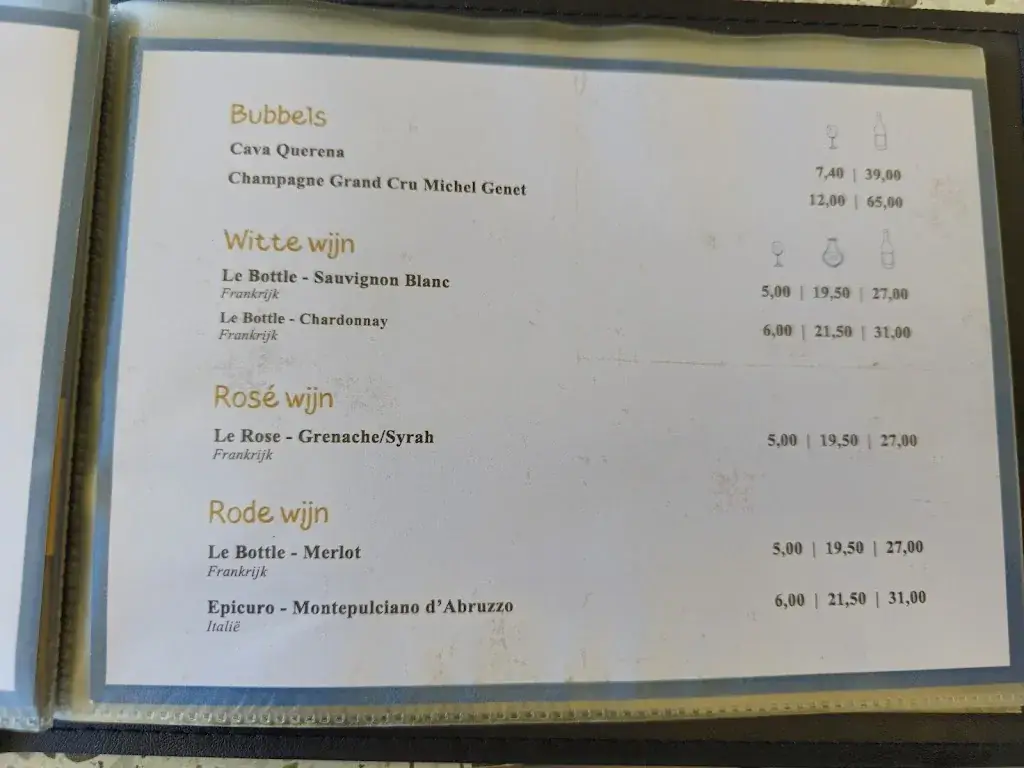 Bubbels
Cava Querena 7,40 | 39,00
Champagne Grand Cru Michel Genet 12,00 | 65,00
Witte wijn
Le Bottle - Sauvignon Blanc 5,00 | 19,50 | 27,00
Frankrijk
Le Bottle - Chardonnay 6,00 | 21,50 | 31,00
Frankrijk
Rosé wijn
Le Rose - Grenache/Syrah 5,00 | 19,50 | 27,00
Frankrijk
Rode wijn
Le Bottle - Merlot 5,00 | 19,50 | 27,00
Frankrijk
Epicuro - Montepulciano d’Abruzzo 6,00 | 21,50 | 31,00
Italië